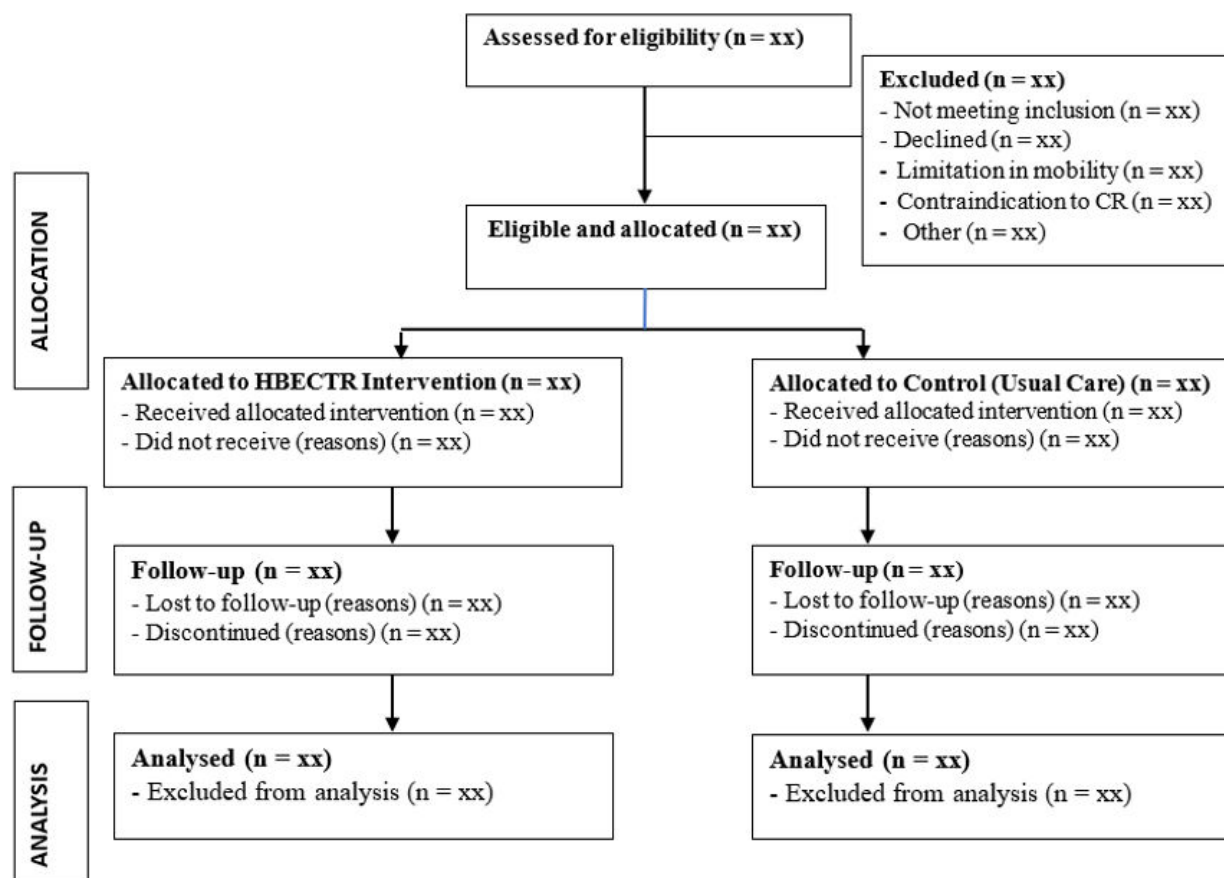 Assessed for eligibility (n = xx)
Excluded (n = xx)
- Not meeting inclusion (n = xx)
- Declined (n = xx)
- Limitation in mobility (n = xx)
- Contraindication to CR (n = xx)
- Other (n = xx)
ALLOCATION
Eligible and allocated (n = xx)
Allocated to HBECTR Intervention (n = xx)
- Received allocated intervention (n = xx)
- Did not receive (reasons) (n = xx)
Allocated to Control (Usual Care) (n = xx)
- Received allocated intervention (n = xx)
- Did not receive (reasons) (n = xx)
FOLLOW-UP
Follow-up (n = xx)
- Lost to follow-up (reasons) (n = xx)
- Discontinued (reasons) (n = xx)
Follow-up (n = xx)
- Lost to follow-up (reasons) (n = xx)
- Discontinued (reasons) (n = xx)
ANALYSIS
Analysed (n = xx)
- Excluded from analysis (n = xx)
Analysed (n = xx)
- Excluded from analysis (n = xx)